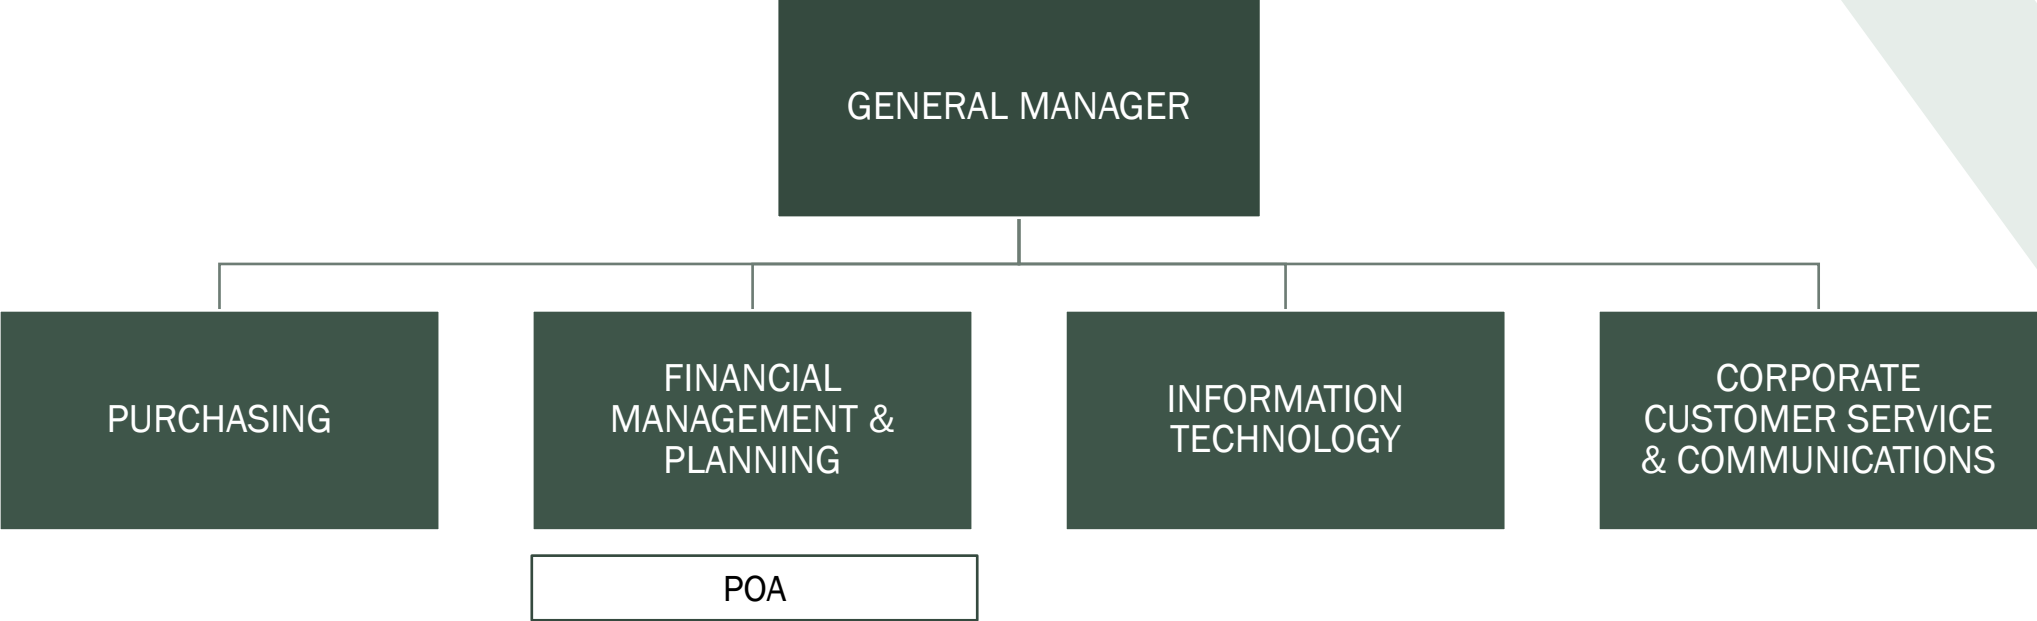 GENERAL MANAGER
PURCHASING
FINANCIAL
MANAGEMENT &
PLANNING
INFORMATION
TECHNOLOGY
CORPORATE
CUSTOMER SERVICE
& COMMUNICATIONS
POA